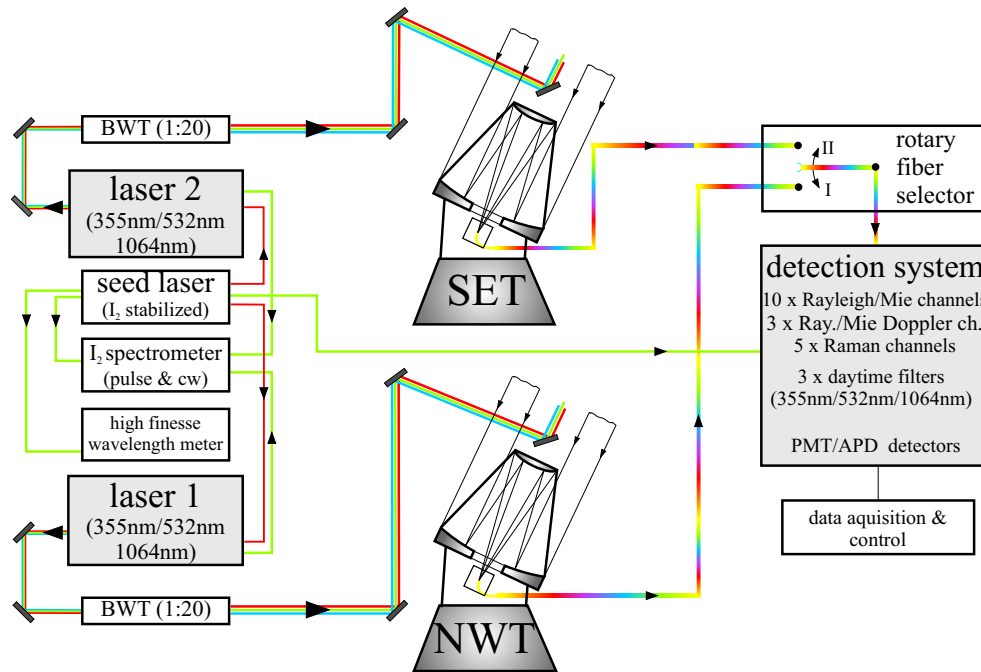 BWT (1:20)
laser 2
(355nm/532nm
1064nm)
seed laser
(I₂ stabilized)
I₂ spectrometer
(pulse & cw)
high finesse
wavelength meter
laser 1
(355nm/532nm
1064nm)
BWT (1:20)
SET
NWT
II
I
rotary
fiber
selector
detection system
10 x Rayleigh/Mie channels
3 x Ray./Mie Doppler ch.
5 x Raman channels
3 x daytime filters
(355nm/532nm/1064nm)
PMT/APD detectors
data aquisition &
control